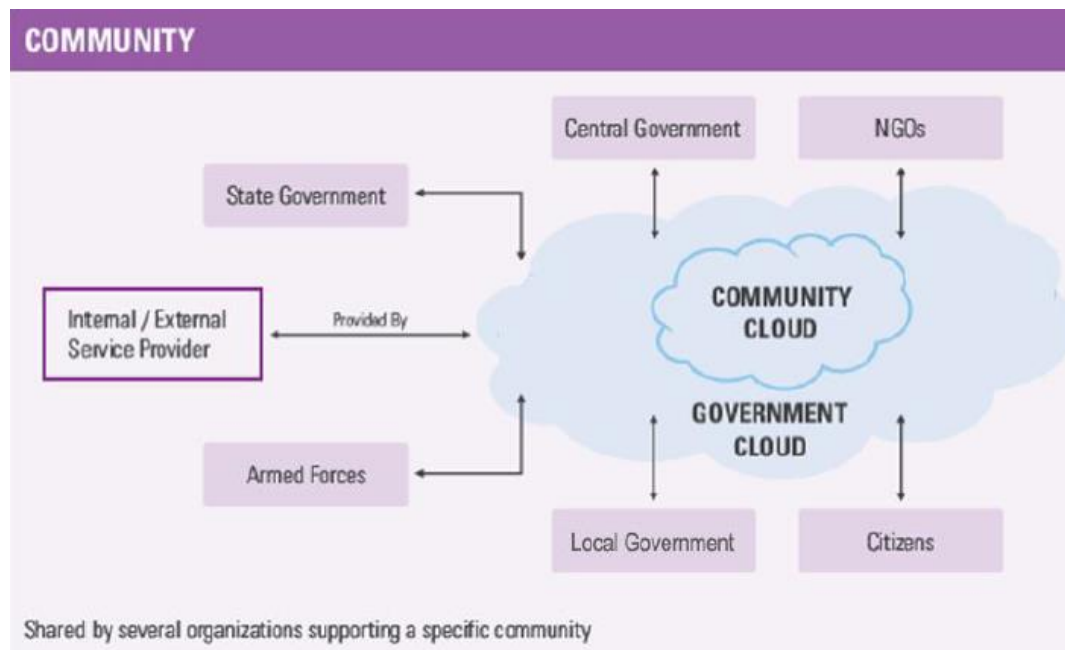 COMMUNITY
Central Government
NGOs
State Government
COMMUNITY
CLOUD
Internal / External
Service Provider
Provided By
GOVERNMENT
CLOUD
Armed Forces
Local Government
Citizens
Shared by several organizations supporting a specific community